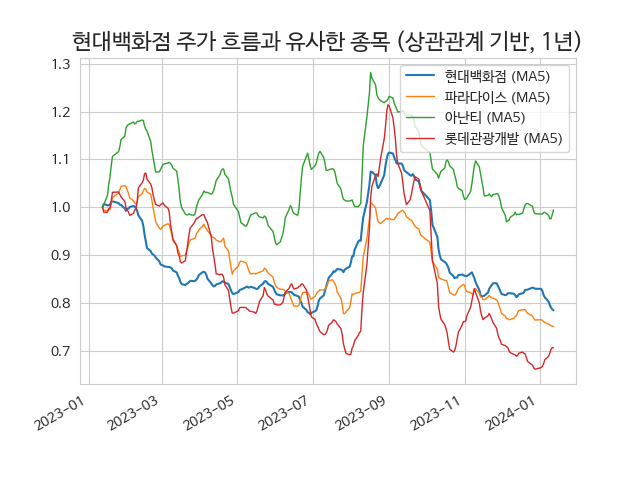 현대백화점 주가 흐름과 유사한 종목 (상관관계 기반, 1년)
현대백화점 (MA5)
파라다이스 (MA5)
아난티 (MA5)
롯데관광개발 (MA5)
1.3
1.2
1.1
1.0
0.9
0.8
0.7
2023-01
2023-03
2023-05
2023-07
2023-09
2023-11
2024-01